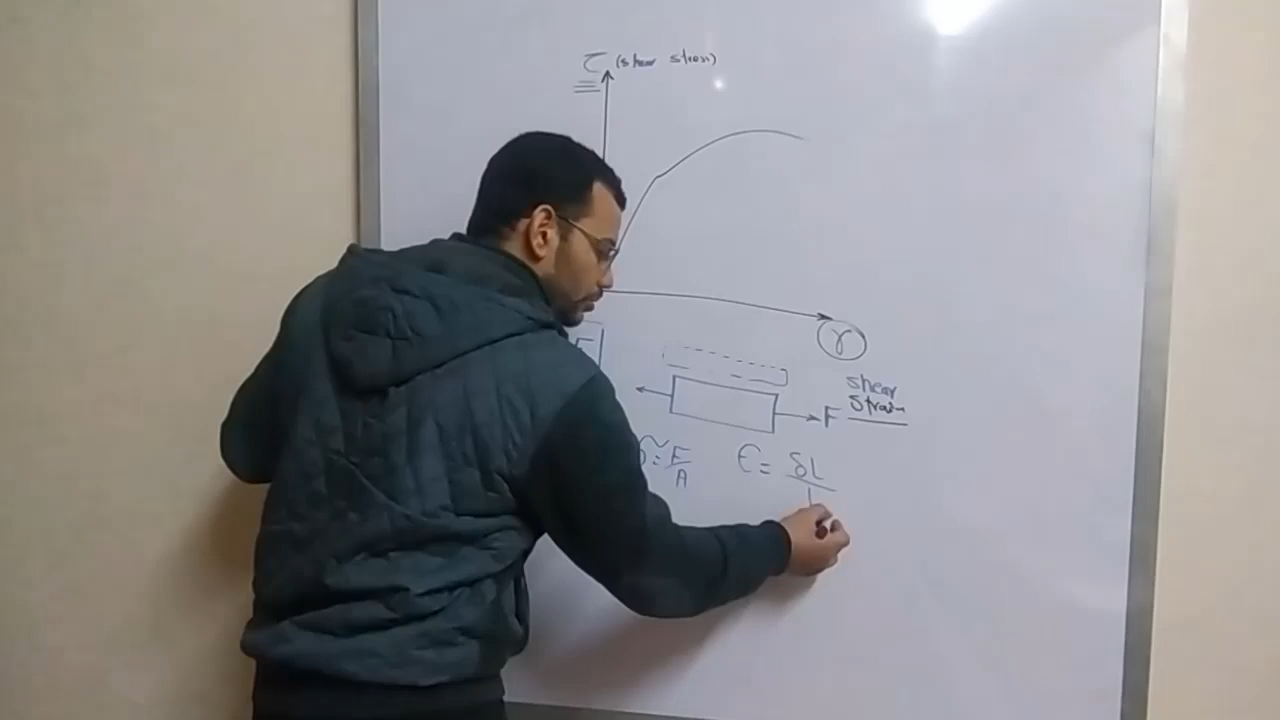 τ (shear stress)
γ
shear
strain
F
F
σ = F/A ϵ = δL/L